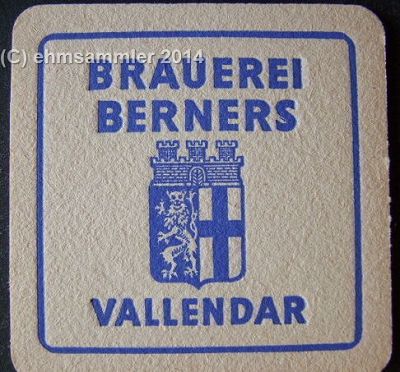 (C) ehmsammler 2014
BRAUEREI
BERNERS
VALLENDAR